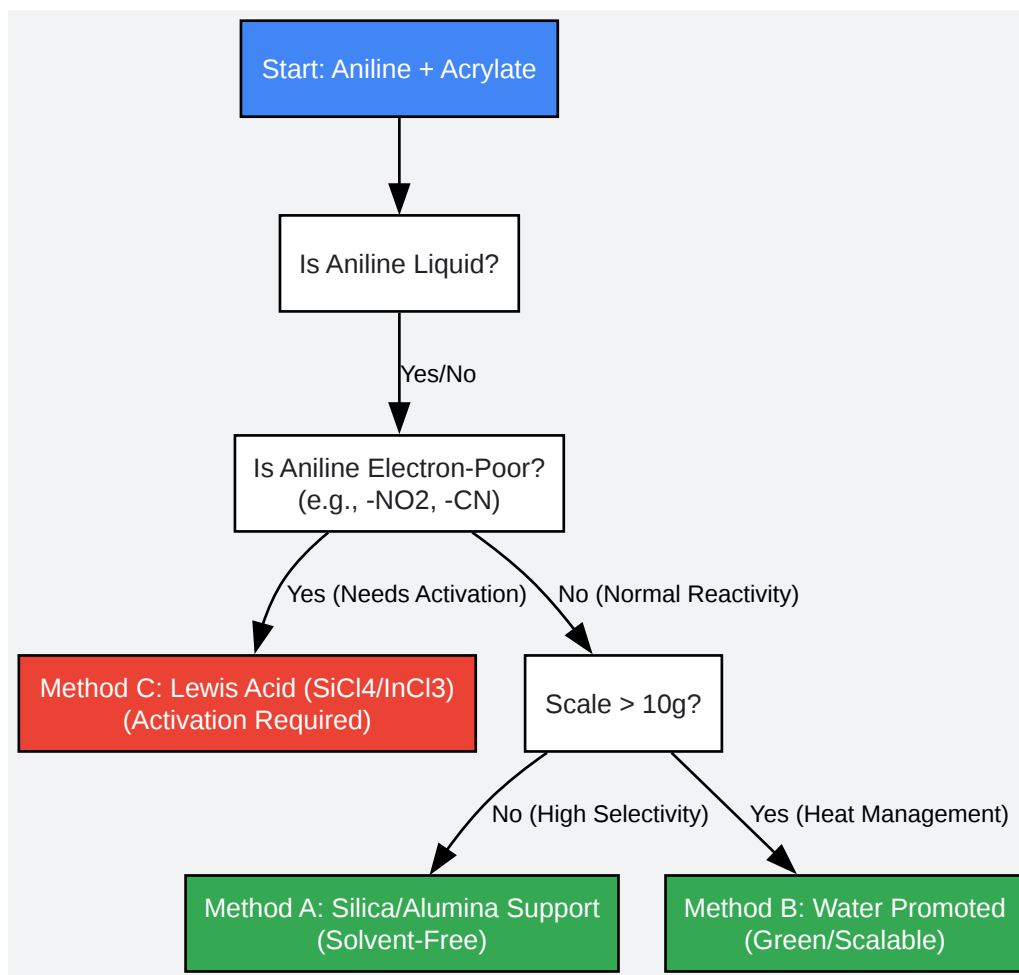 Start: Aniline + Acrylate
Is Aniline Liquid?
Yes/No
Is Aniline Electron-Poor?
(e.g., -NO2, -CN)
Yes (Needs Activation)
No (Normal Reactivity)
Method C: Lewis Acid (SiCl4/InCl3)
(Activation Required)
Scale > 10g?
No (High Selectivity)
Yes (Heat Management)
Method A: Silica/Alumina Support
(Solvent-Free)
Method B: Water Promoted
(Green/Scalable)